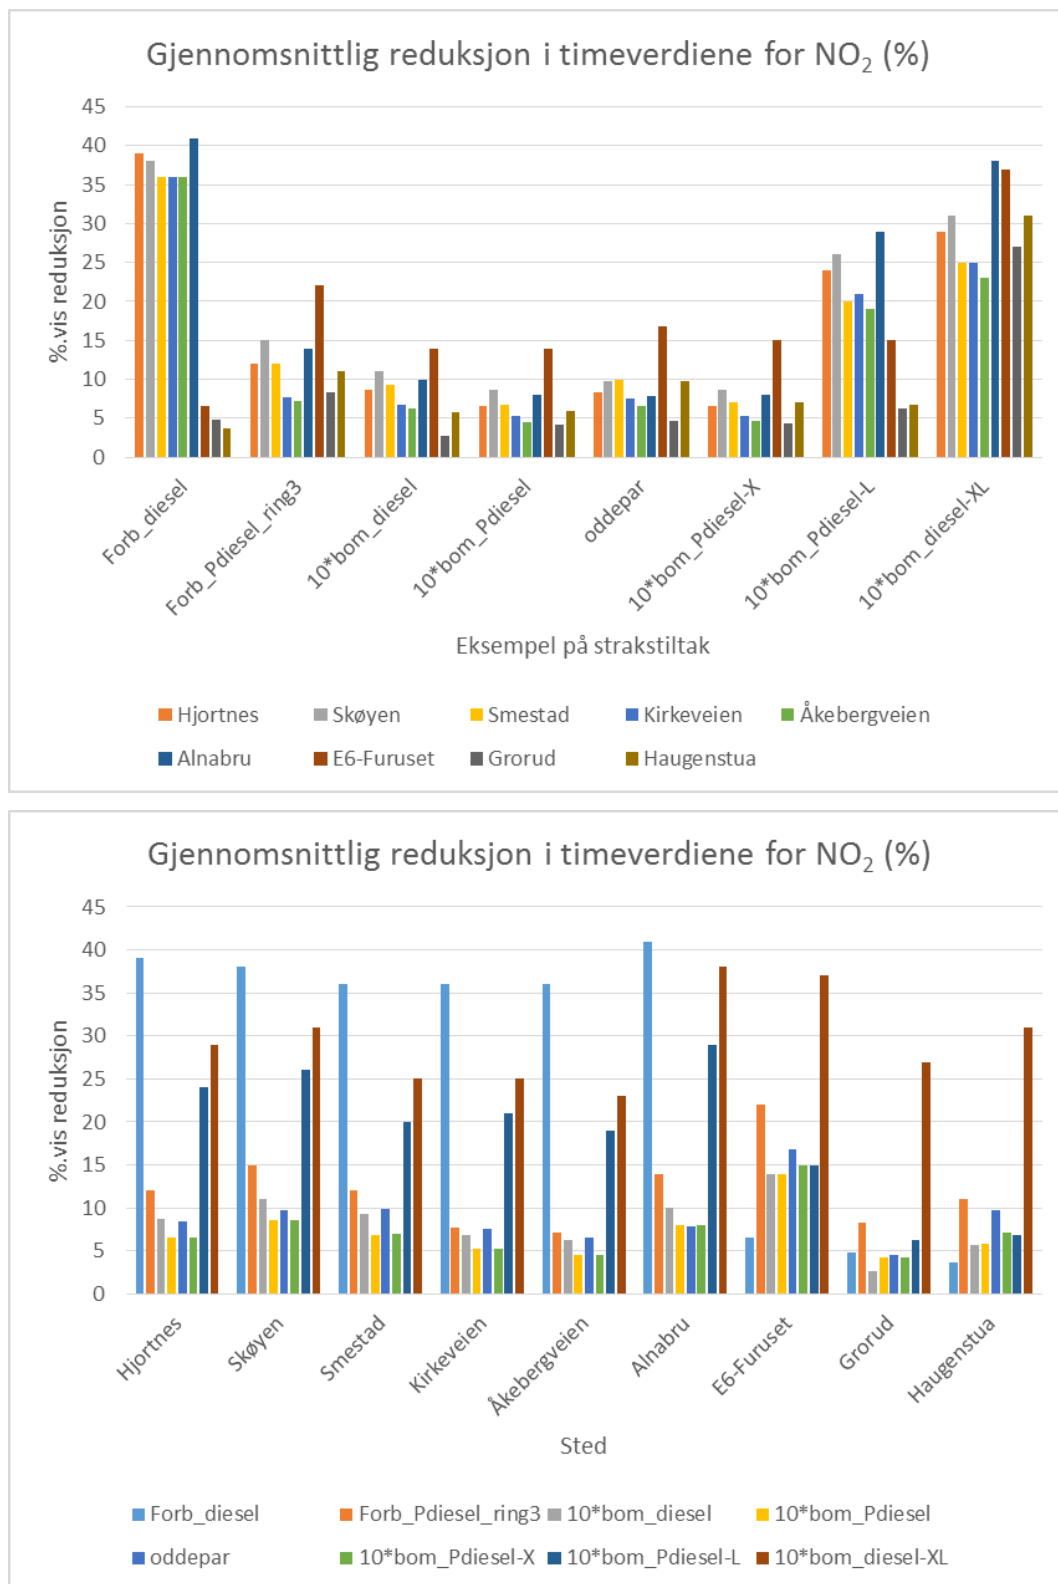 Gjennomsnittlig reduksjon i timeverdiene for NO₂ (%)
45
40
35
30
25
20
15
10
5
0
%.vis reduksjon
Forb_diesel
Forb_Pdiesel_ring3
10*bom_diesel
10*bom_Pdiesel
oddepar
10*bom_Pdiesel-X
10*bom_Pdiesel-L
10*bom_diesel-XL
Eksempel på strakstiltak
Hjortnes Skøyen Smestad Kirkeveien Åkebergveien
Alnabru E6-Furuset Grorud Haugenstua
Gjennomsnittlig reduksjon i timeverdiene for NO₂ (%)
45
40
35
30
25
20
15
10
5
0
%.vis reduksjon
Hjortnes
Skøyen
Smestad
Kirkeveien
Åkebergveien
Alnabru
E6-Furuset
Grorud
Haugenstua
Sted
Forb_diesel Forb_Pdiesel_ring3 10*bom_diesel 10*bom_Pdiesel
oddepar 10*bom_Pdiesel-X 10*bom_Pdiesel-L 10*bom_diesel-XL